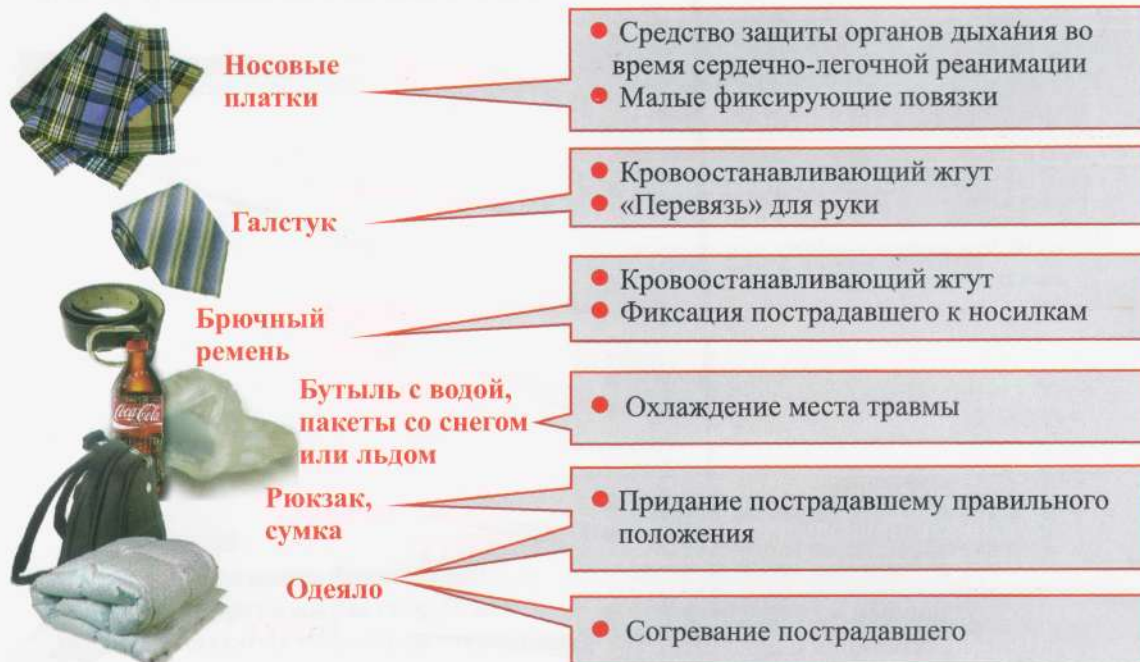 Носовые
платки
● Средство защиты органов дыхания во
время сердечно-легочной реанимации
● Малые фиксирующие повязки
Галстук
● Кровоостанавливающий жгут
● «Перевязь» для руки
Брючный
ремень
● Кровоостанавливающий жгут
● Фиксация пострадавшего к носилкам
Coca-Cola
Бутыль с водой,
пакеты со снегом
или льдом
● Охлаждение места травмы
Рюкзак,
сумка
● Придание пострадавшему правильного
положения
Одеяло
● Согревание пострадавшего